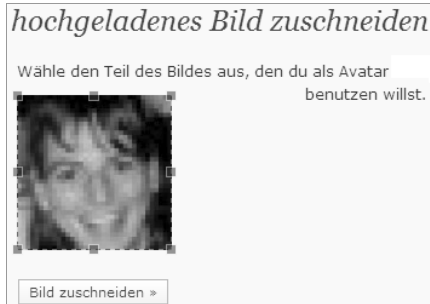 hochgeladenes Bild zuschneiden
Wähle den Teil des Bildes aus, den du als Avatar
benutzen willst.
Bild zuschneiden »